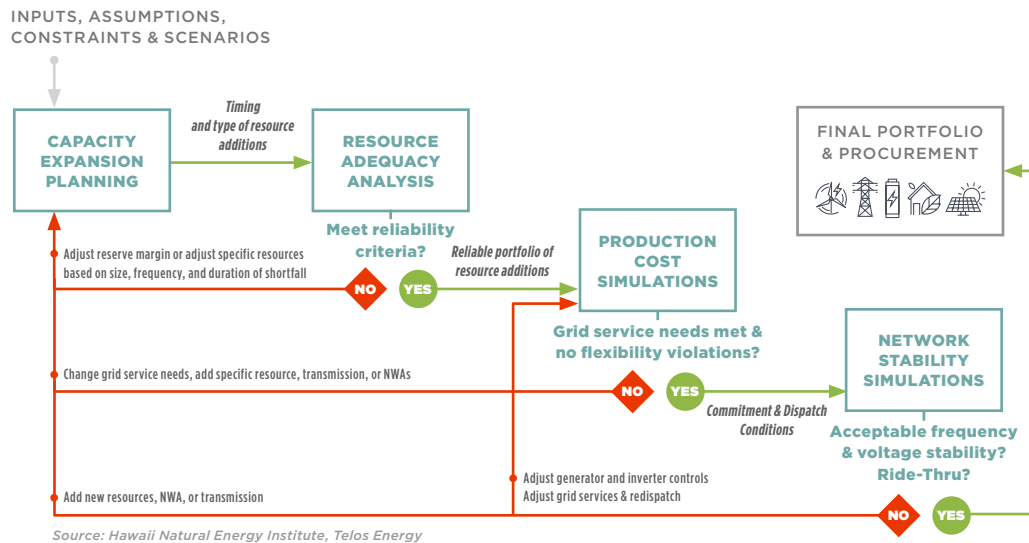 INPUTS, ASSUMPTIONS,
CONSTRAINTS & SCENARIOS
CAPACITY
EXPANSION
PLANNING
Timing
and type of resource
additions
RESOURCE
ADEQUACY
ANALYSIS
Meet reliability
criteria?
NO
YES
Adjust reserve margin or adjust specific resources
based on size, frequency, and duration of shortfall
Reliable portfolio of
resource additions
PRODUCTION
COST
SIMULATIONS
Grid service needs met &
no flexibility violations?
NO
YES
Change grid service needs, add specific resource, transmission, or NWAs
Commitment & Dispatch
Conditions
NETWORK
STABILITY
SIMULATIONS
Acceptable frequency
& voltage stability?
Ride-Thru?
NO
YES
Adjust generator and inverter controls
Adjust grid services & redispatch
Add new resources, NWA, or transmission
FINAL PORTFOLIO
& PROCUREMENT
Source: Hawaii Natural Energy Institute, Telos Energy